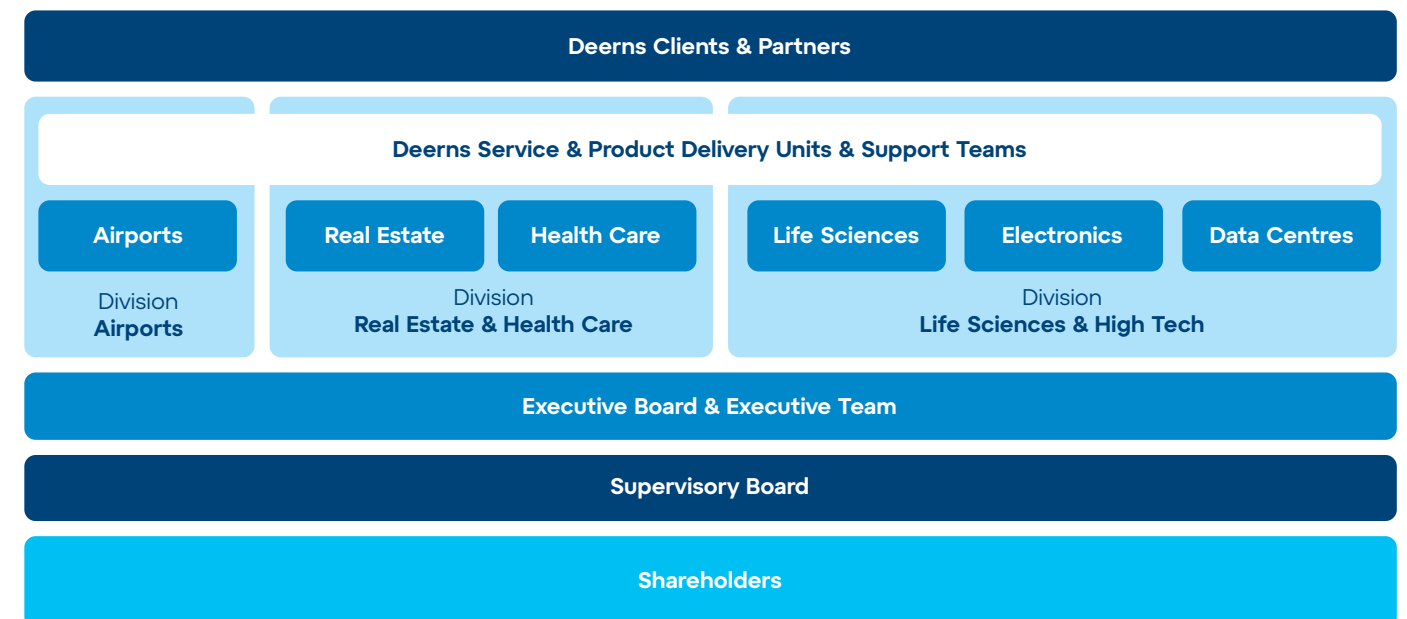 Deerns Clients & Partners
Deerns Service & Product Delivery Units & Support Teams
Airports
Real Estate
Health Care
Life Sciences
Electronics
Data Centres
Division
Airports
Division
Real Estate & Health Care
Division
Life Sciences & High Tech
Executive Board & Executive Team
Supervisory Board
Shareholders